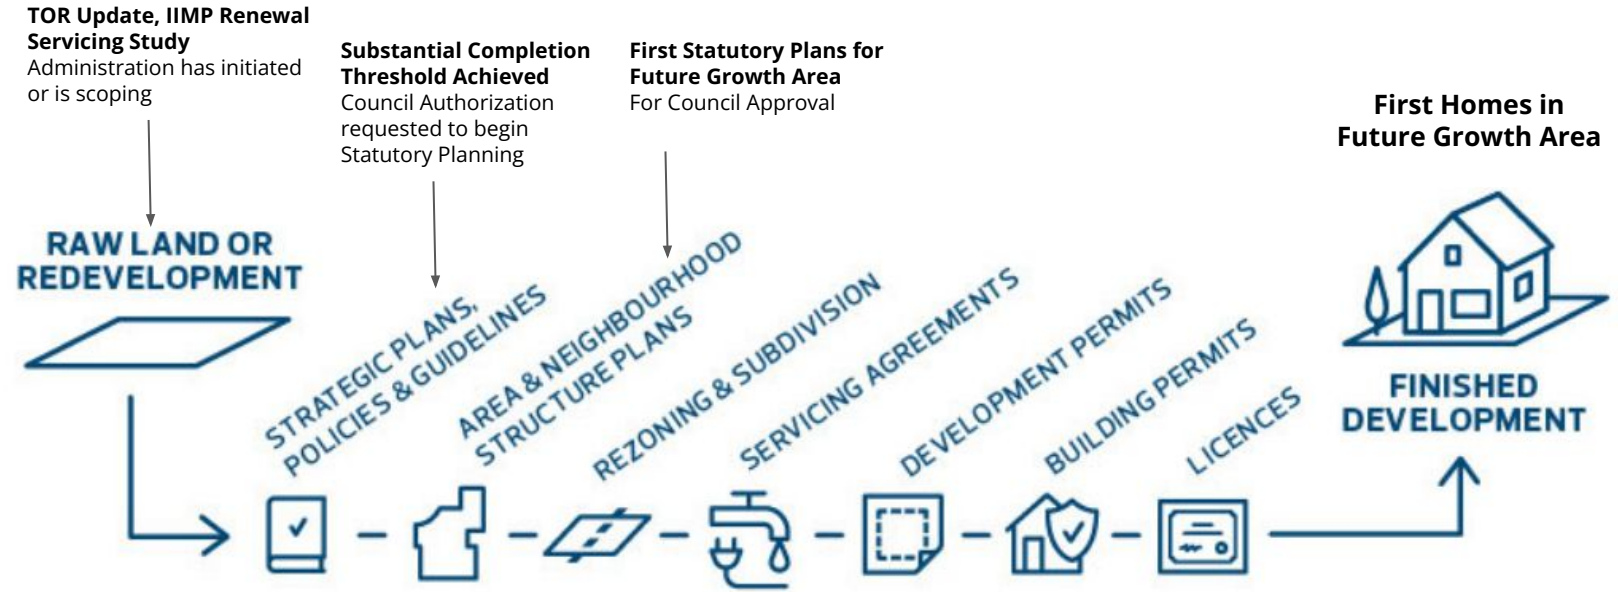 TOR Update, IIMP Renewal
Servicing Study
Administration has initiated
or is scoping
Substantial Completion
Threshold Achieved
Council Authorization
requested to begin
Statutory Planning
First Statutory Plans for
Future Growth Area
For Council Approval
First Homes in
Future Growth Area
RAW LAND OR
REDEVELOPMENT
STRATEGIC PLANS,
POLICIES & GUIDELINES
AREA & NEIGHBOURHOOD
STRUCTURE PLANS
REZONING & SUBDIVISION
SERVICING AGREEMENTS
DEVELOPMENT PERMITS
BUILDING PERMITS
LICENCES
FINISHED
DEVELOPMENT